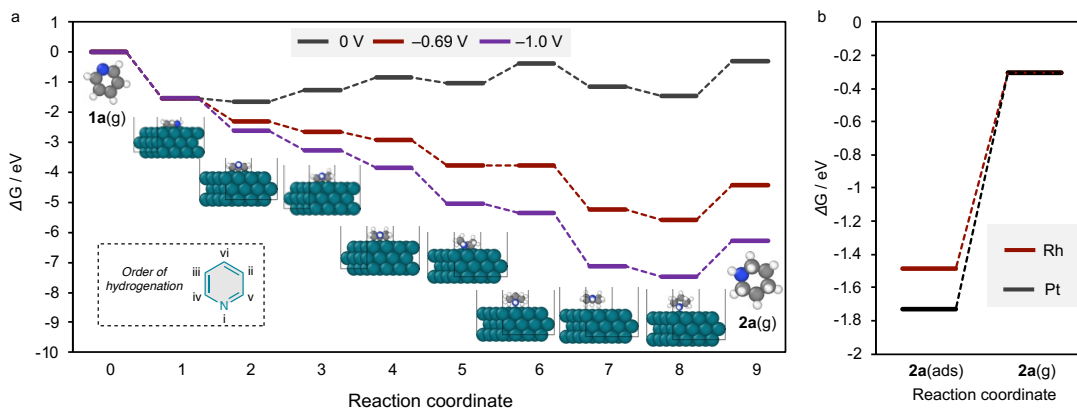 a
0 V –0.69 V –1.0 V
1
0
-1
-2
-3
-4
-5
-6
-7
-8
-9
-10
ΔG / eV
1a(g)
2a(g)
Order of
hydrogenation
vi
iii ii
iv v
N
i
0 1 2 3 4 5 6 7 8 9
Reaction coordinate
b
0
-0.2
-0.4
-0.6
-0.8
-1
-1.2
-1.4
-1.6
-1.8
-2
ΔG / eV
Rh
Pt
2a(ads) 2a(g)
Reaction coordinate